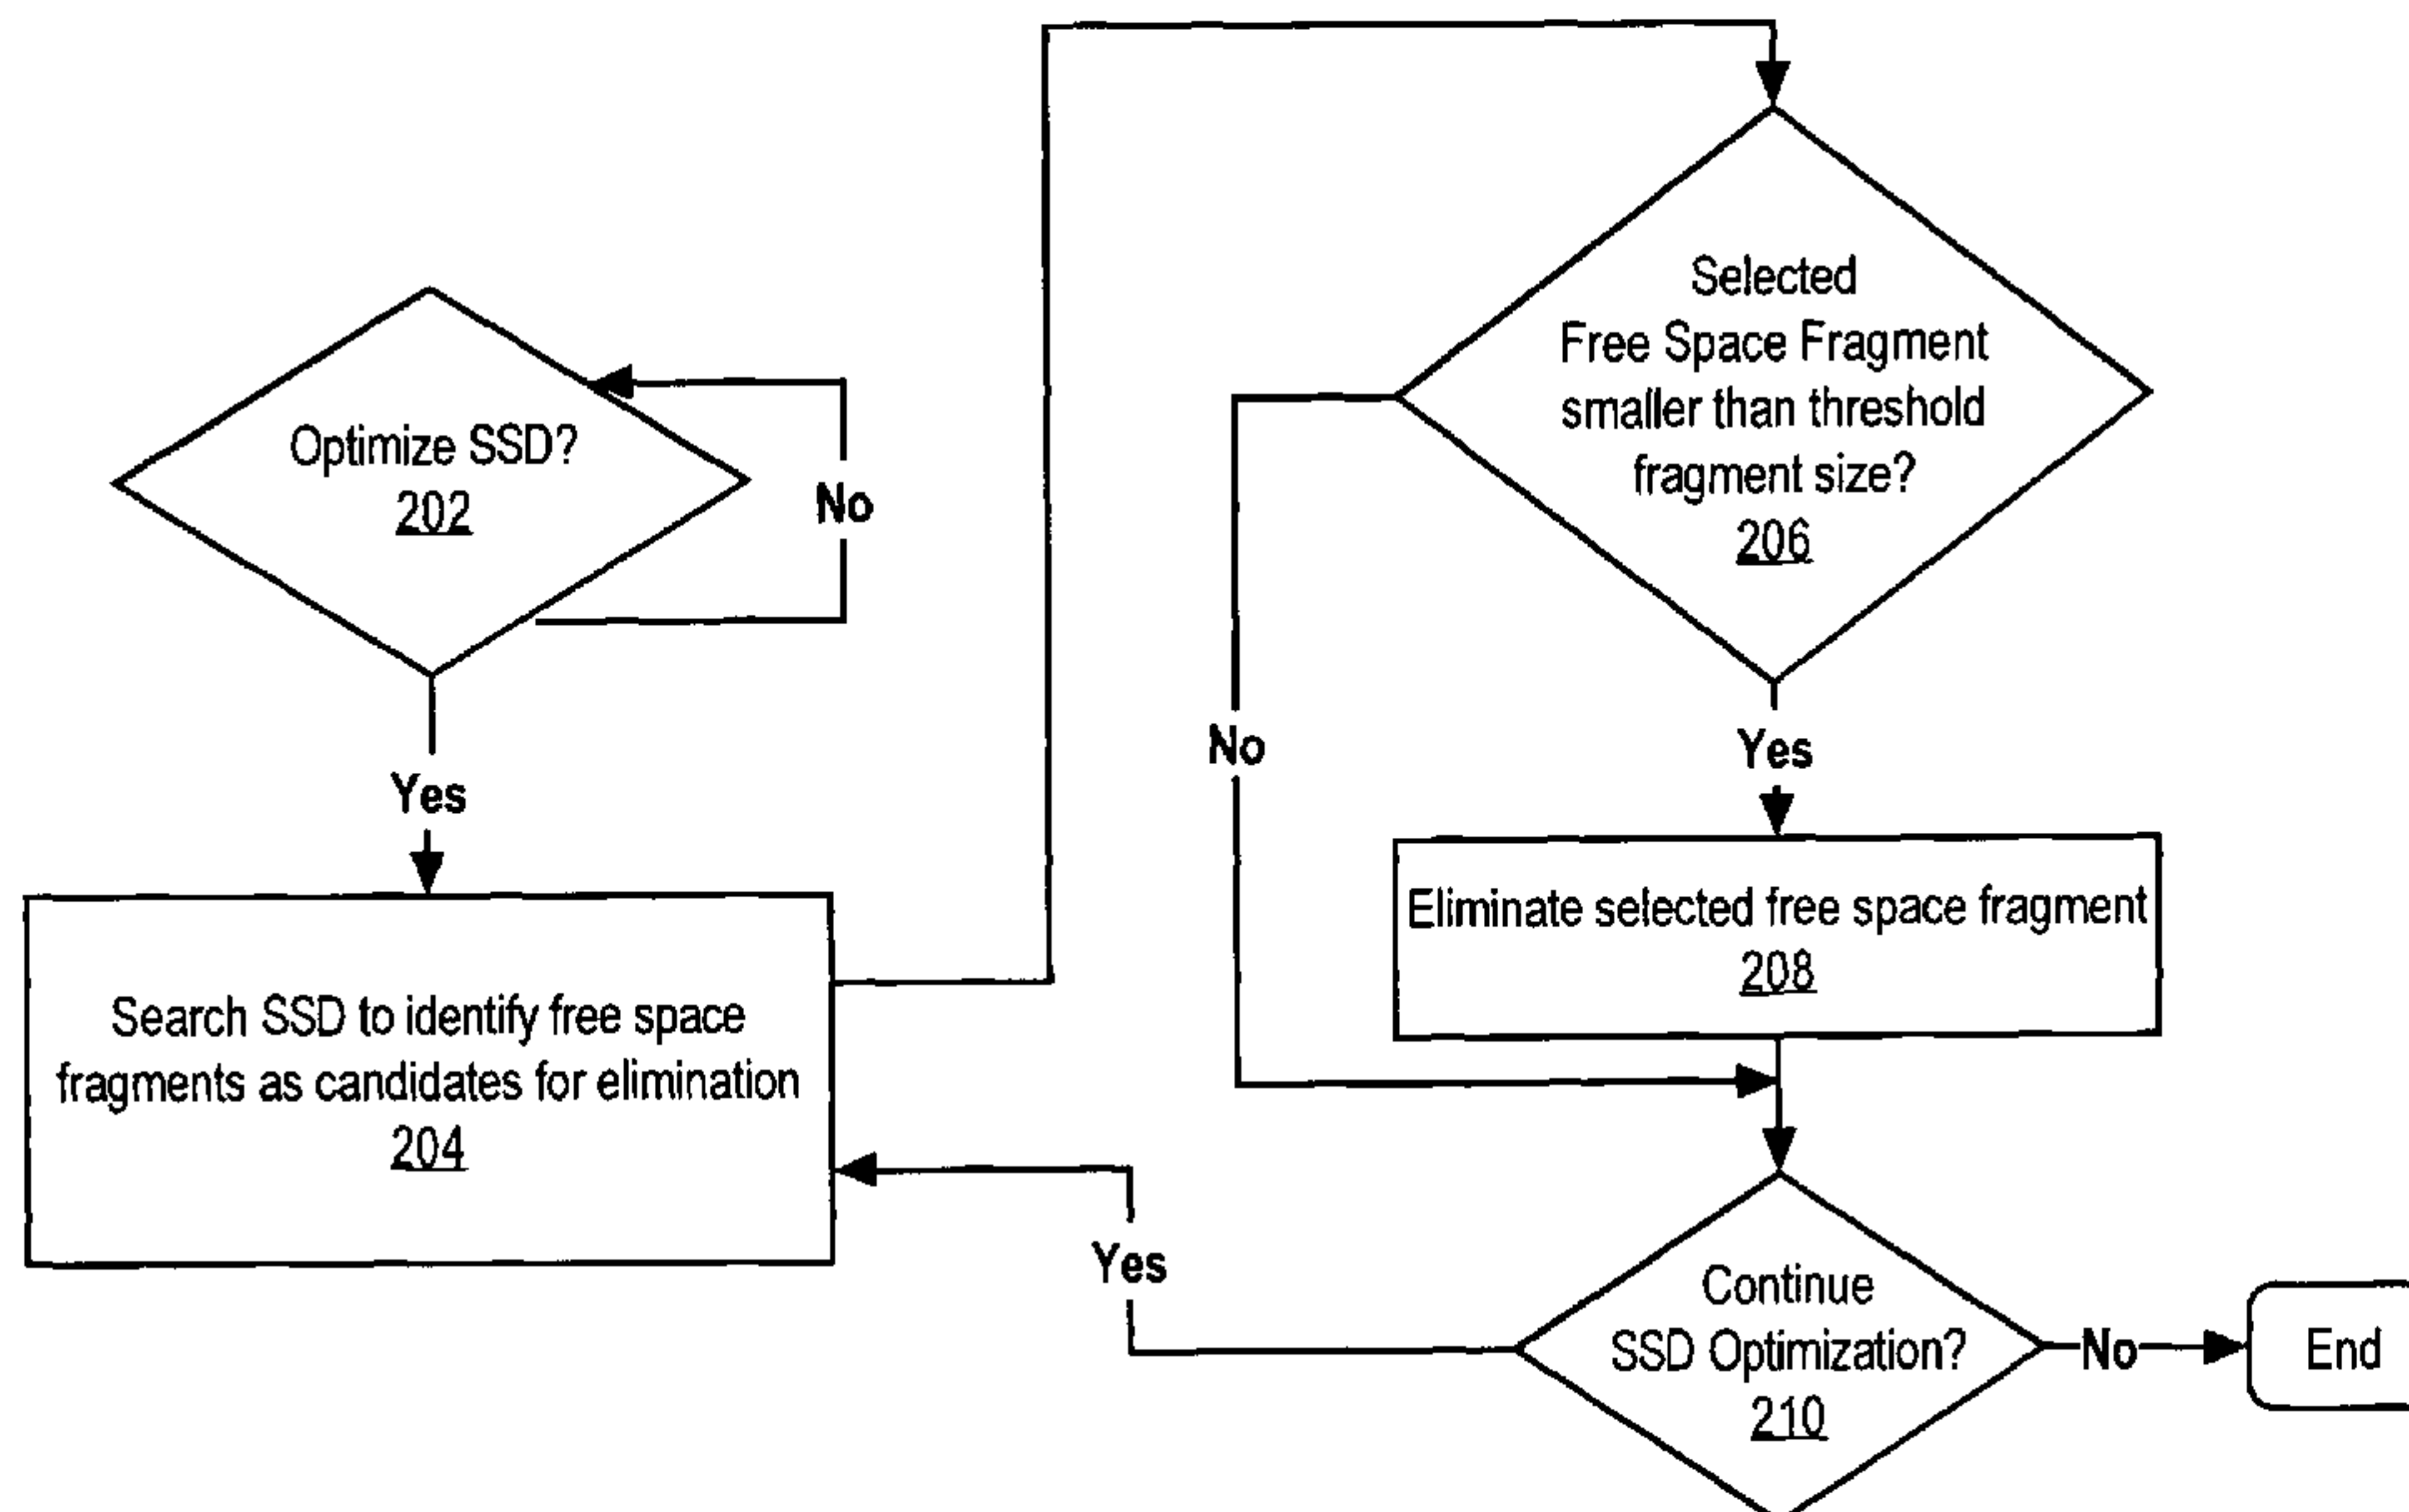 Optimize SSD?
202
No
Yes
Search SSD to identify free space
fragments as candidates for elimination
204
Selected
Free Space Fragment
smaller than threshold
fragment size?
206
No
Yes
Eliminate selected free space fragment
208
Continue
SSD Optimization?
210
Yes
No
End